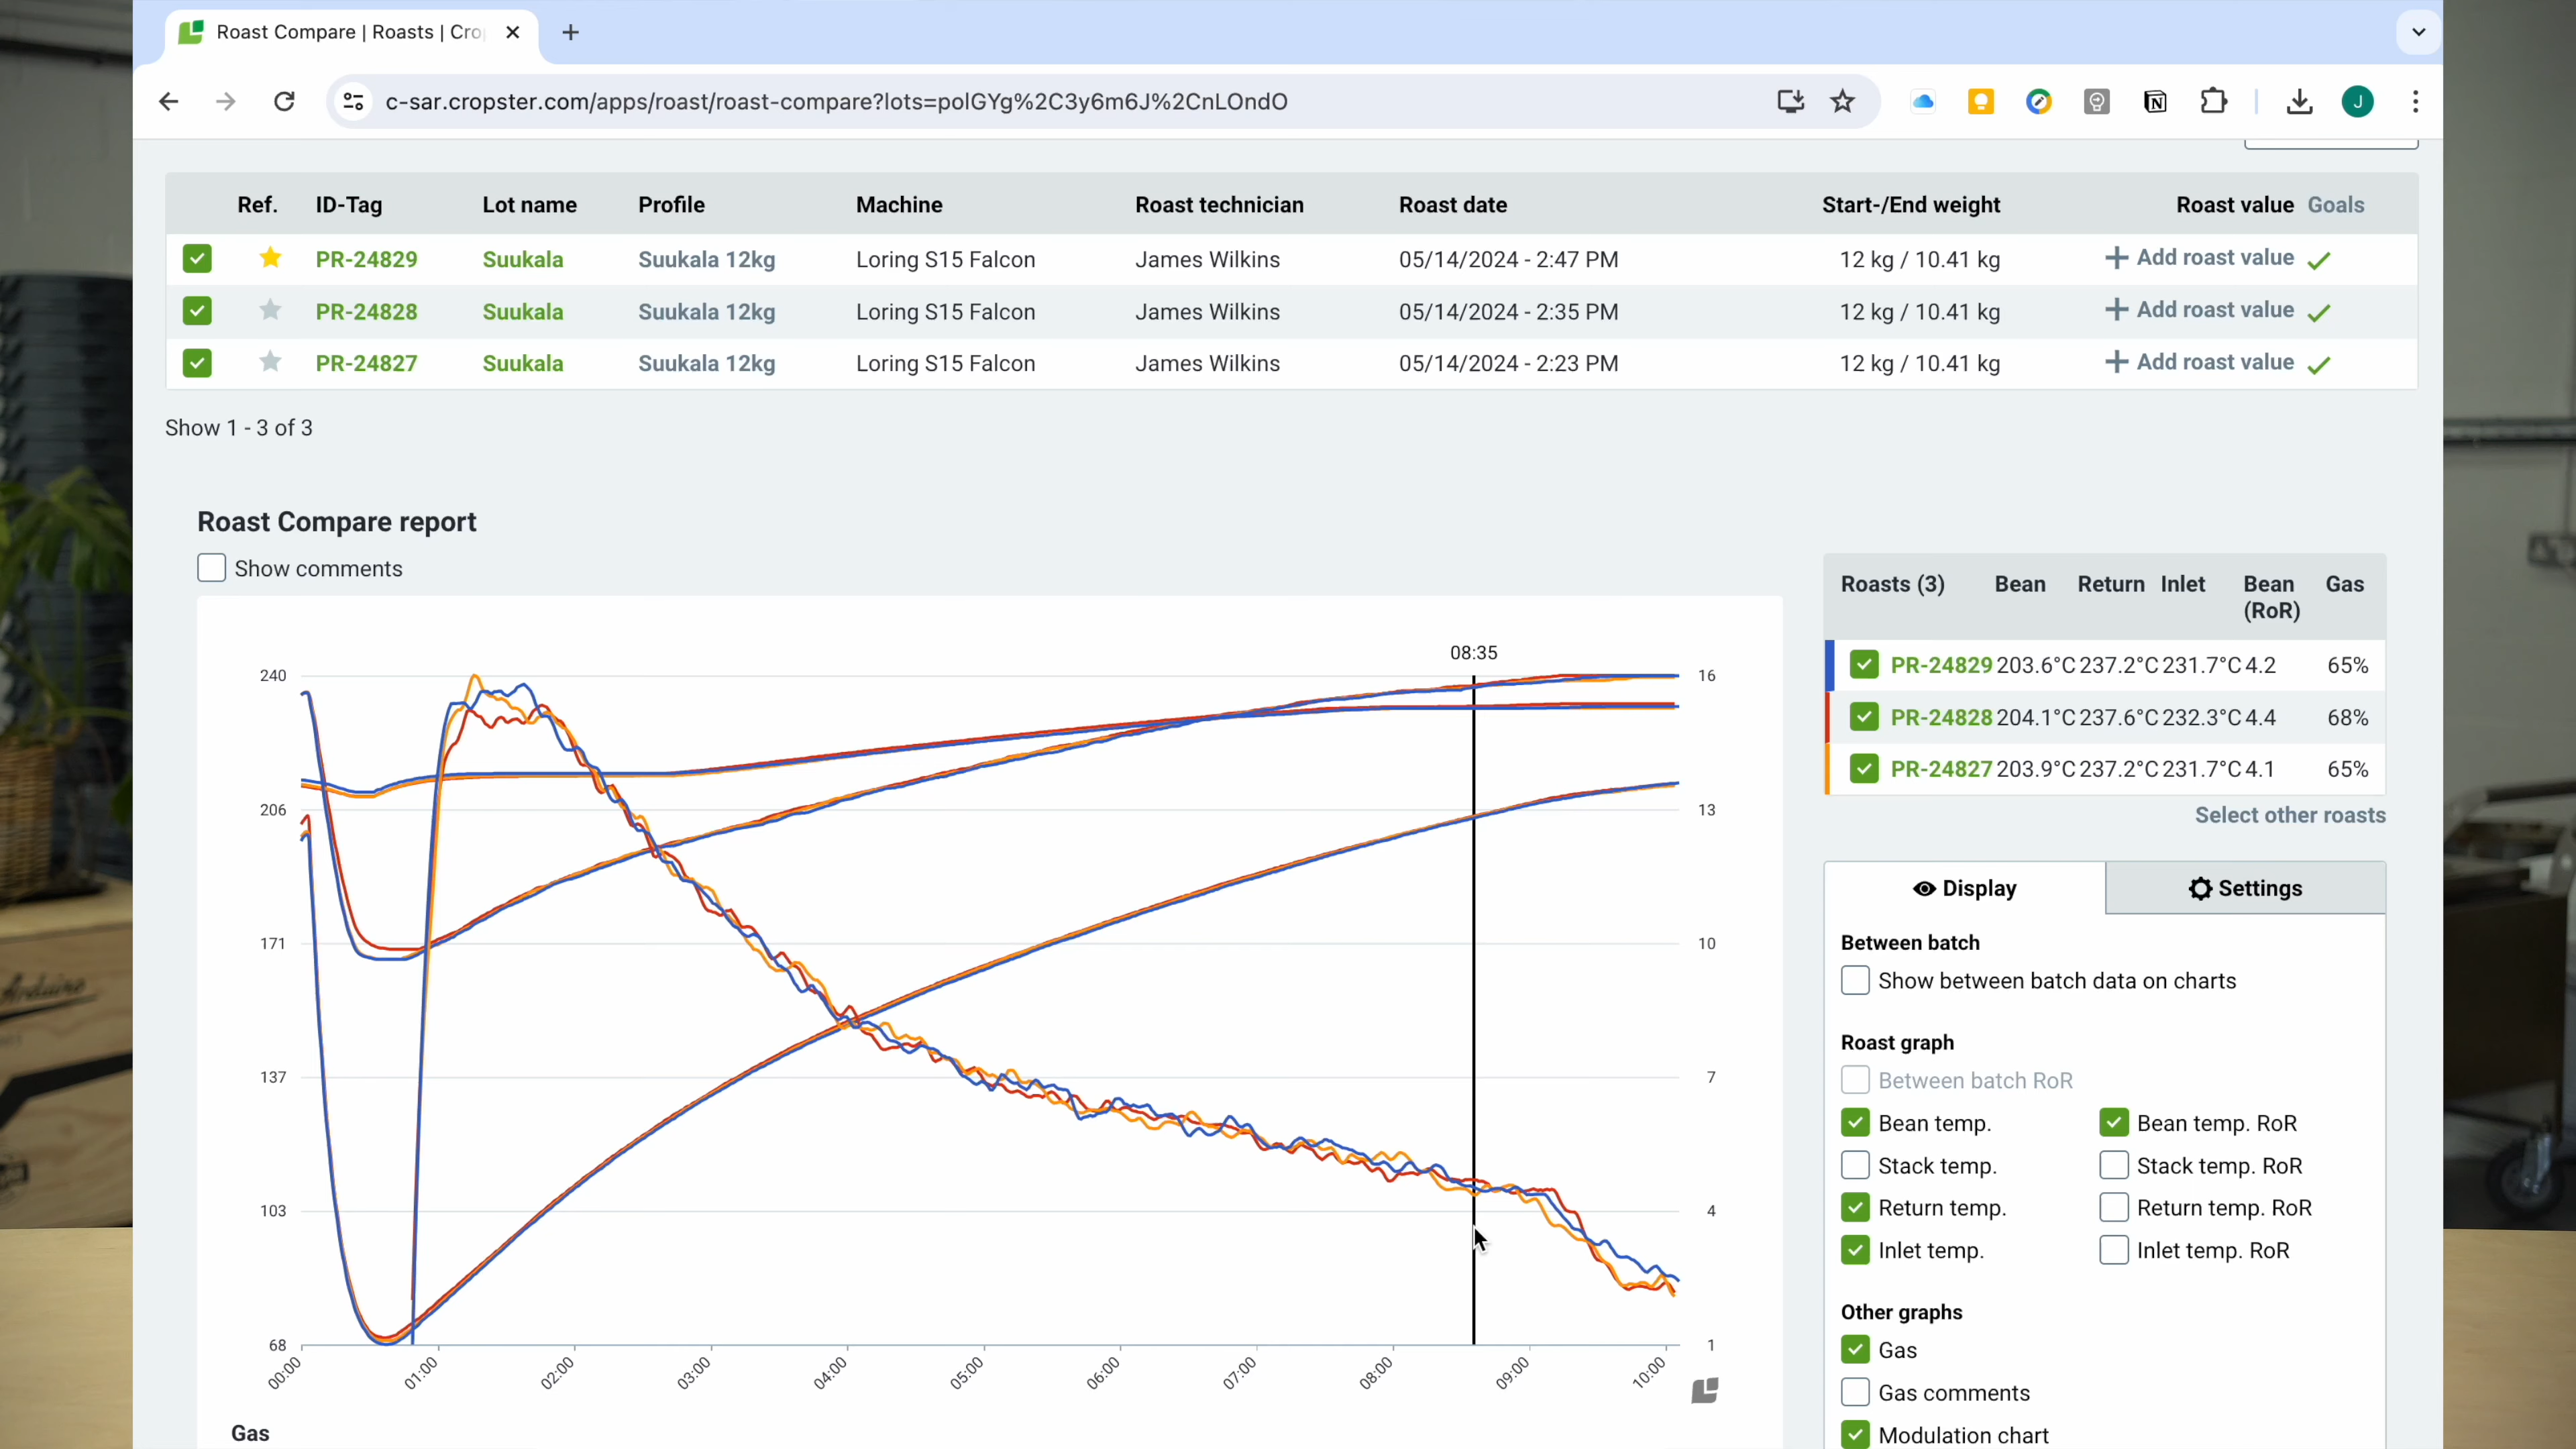 Roast Compare | Roasts | Cro
c-sar.cropster.com/apps/roast/roast-compare?lots=polGYg%2C3y6m6J%2CnLOndO
J
Ref. ID-Tag Lot name Profile Machine Roast technician Roast date Start-/End weight Roast value Goals
PR-24829 Suukala Suukala 12kg Loring S15 Falcon James Wilkins 05/14/2024 - 2:47 PM 12 kg / 10.41 kg + Add roast value
PR-24828 Suukala Suukala 12kg Loring S15 Falcon James Wilkins 05/14/2024 - 2:35 PM 12 kg / 10.41 kg + Add roast value
PR-24827 Suukala Suukala 12kg Loring S15 Falcon James Wilkins 05/14/2024 - 2:23 PM 12 kg / 10.41 kg + Add roast value
Show 1 - 3 of 3
Roast Compare report
Show comments
08:35
240 16
206 13
171 10
137 7
103 4
68 1
00:00 01:00 02:00 03:00 04:00 05:00 06:00 07:00 08:00 09:00 10:00
Gas
Roasts (3) Bean Return Inlet Bean (RoR) Gas
PR-24829 203.6°C 237.2°C 231.7°C 4.2 65%
PR-24828 204.1°C 237.6°C 232.3°C 4.4 68%
PR-24827 203.9°C 237.2°C 231.7°C 4.1 65%
Select other roasts
Display Settings
Between batch
Show between batch data on charts
Roast graph
Between batch RoR
Bean temp. Bean temp. RoR
Stack temp. Stack temp. RoR
Return temp. Return temp. RoR
Inlet temp. Inlet temp. RoR
Other graphs
Gas
Gas comments
Modulation chart